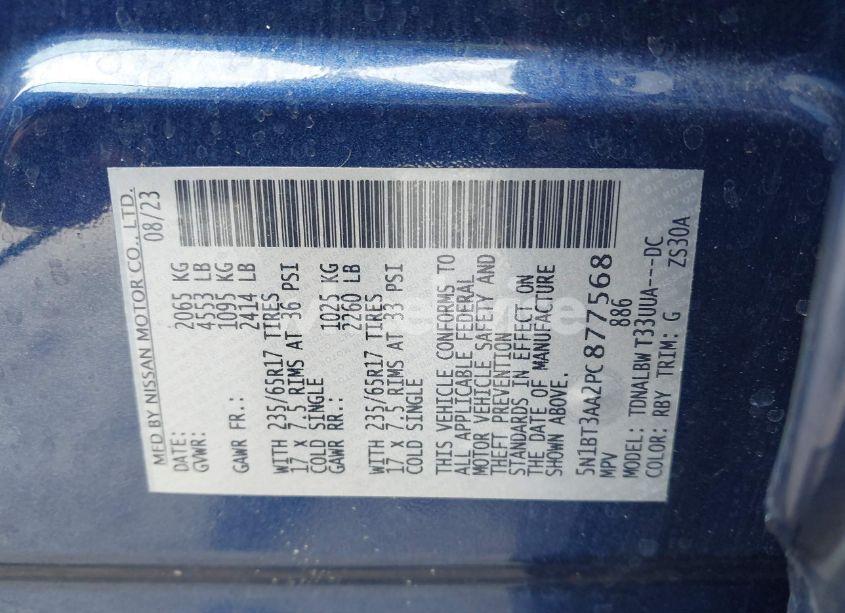 MFD BY NISSAN MOTOR CO., LTD.
DATE: 08/23
GVWR: 2065 KG
4553 LB
GAWR FR.: 1095 KG
2414 LB
WITH 235/65R17 TIRES
17 X 7.5 RIMS AT 36 PSI
COLD SINGLE
GAWR RR.: 1025 KG
2260 LB
WITH 235/65R17 TIRES
17 X 7.5 RIMS AT 33 PSI
COLD SINGLE
THIS VEHICLE CONFORMS TO
ALL APPLICABLE FEDERAL
MOTOR VEHICLE SAFETY AND
THEFT PREVENTION
STANDARDS IN EFFECT ON
THE DATE OF MANUFACTURE
SHOWN ABOVE.
5N1BT3AA2PC877568
MPV 886
MODEL: TDNALBW T33UUA----DC
COLOR: RBY TRIM: G ZS30A